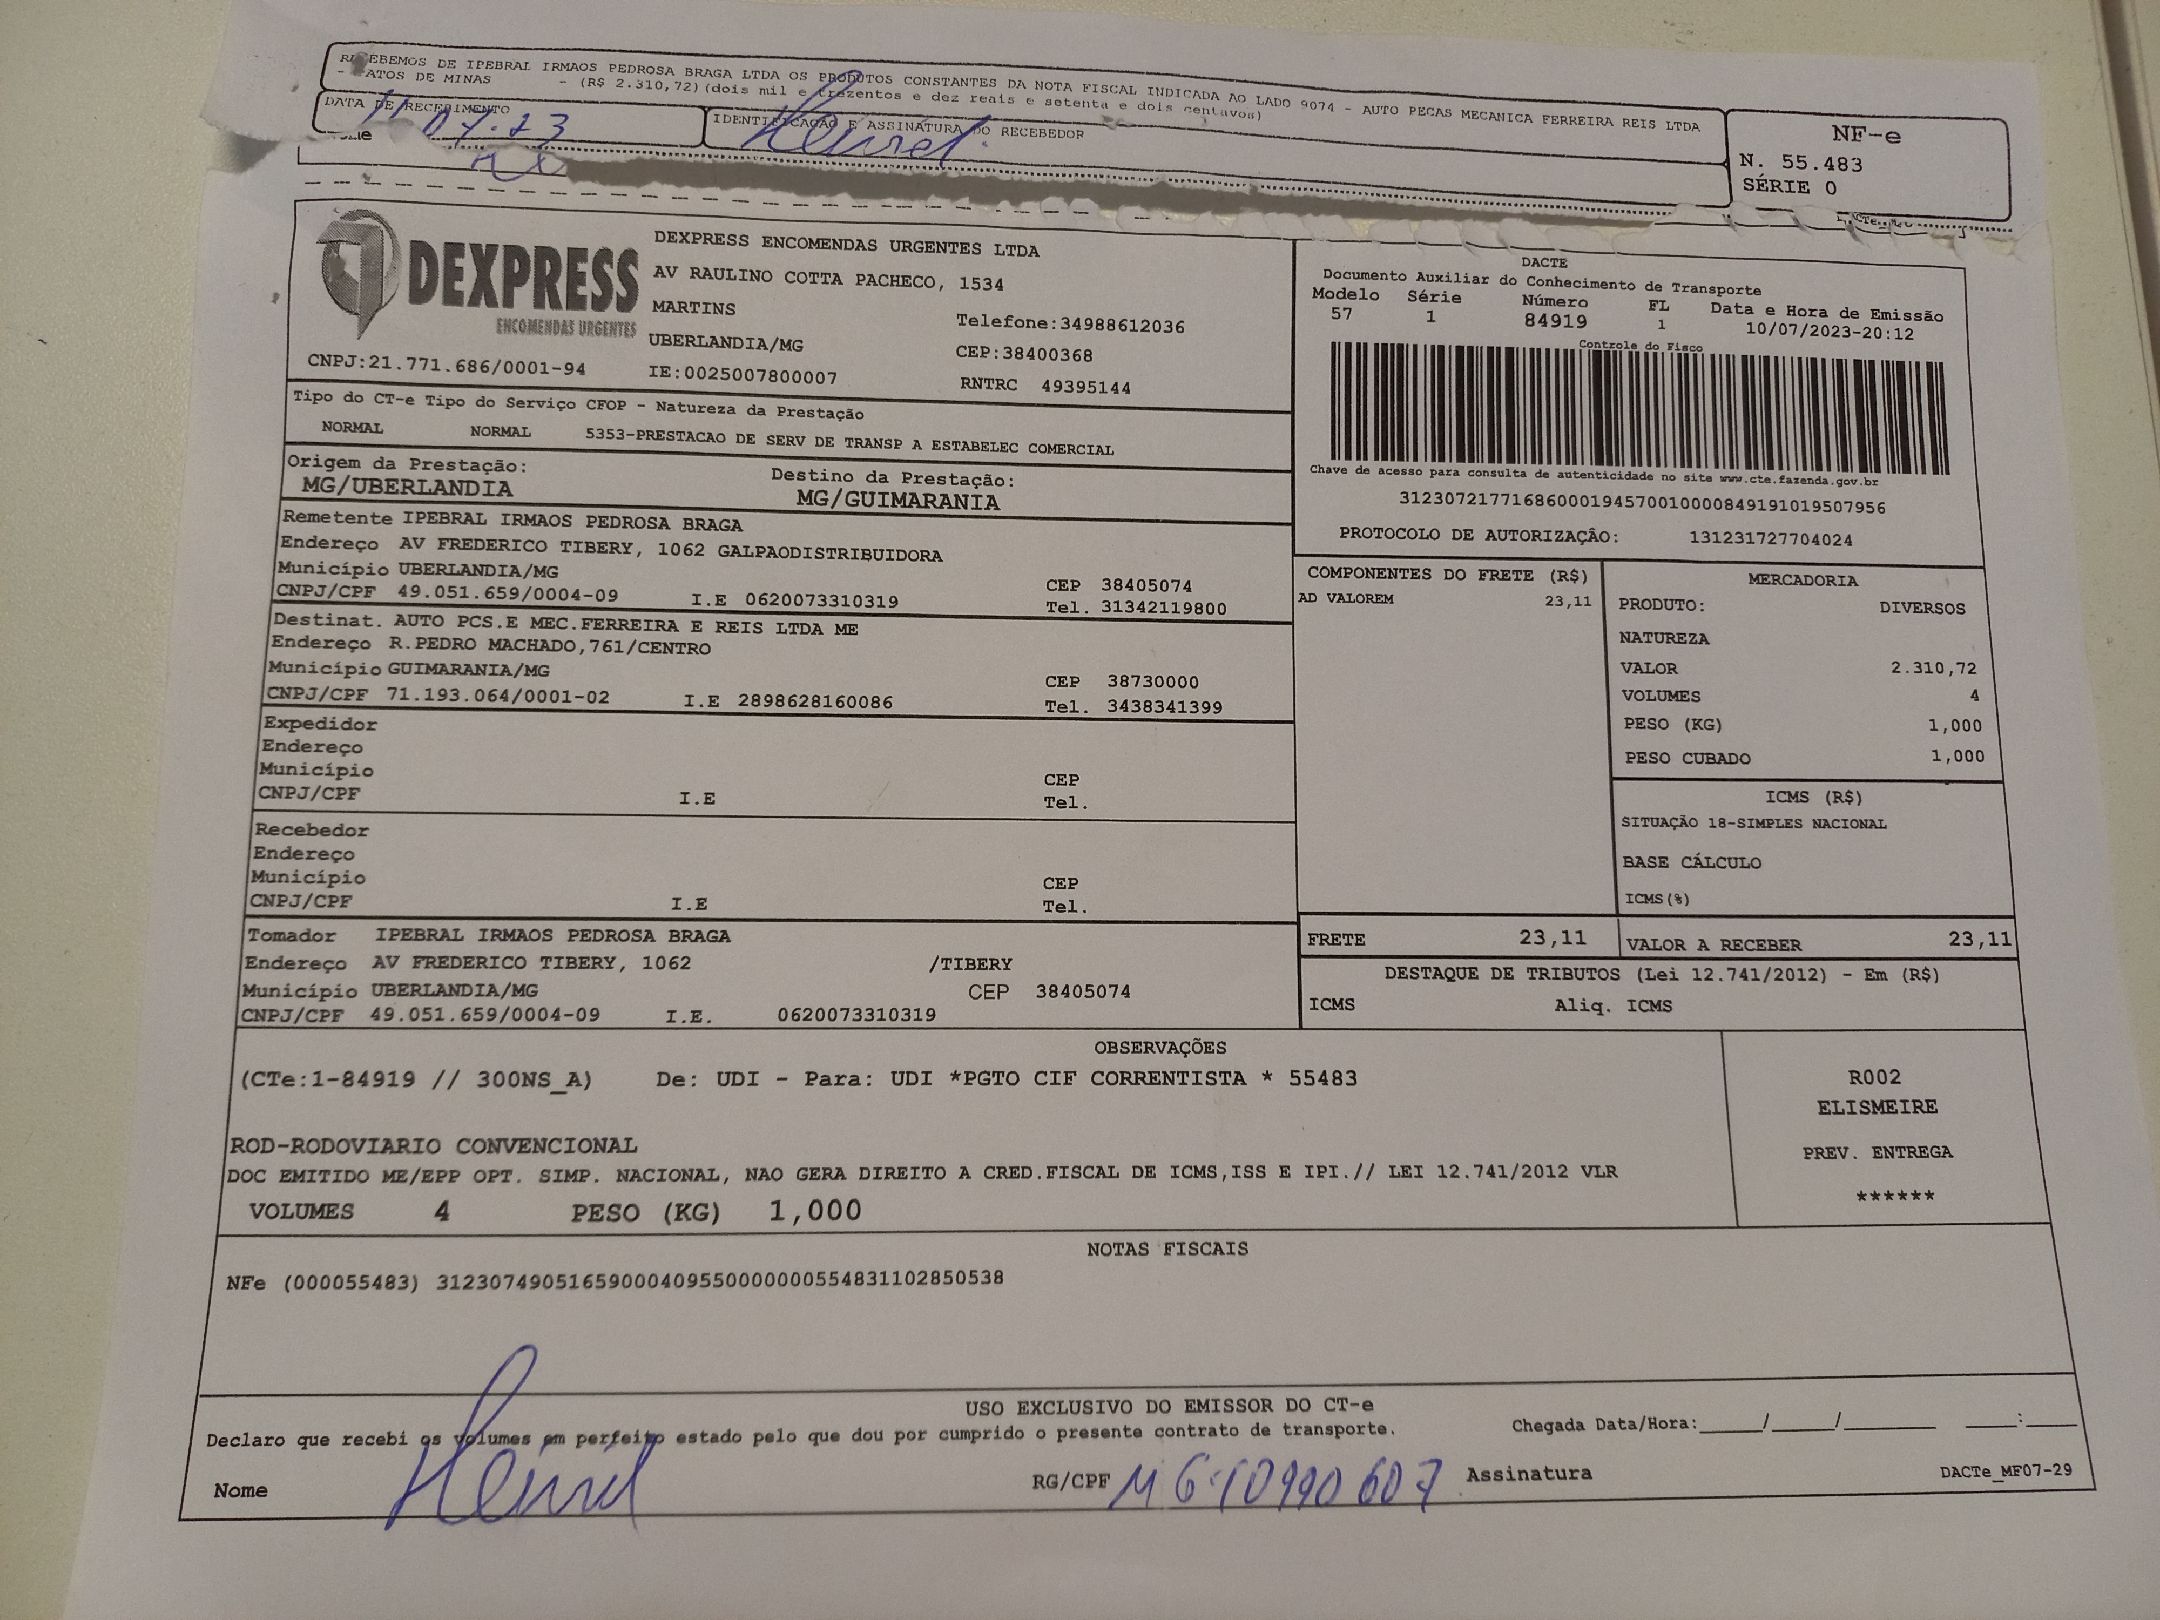 EBEMOS DE IPEBRAL IRMAOS PEDROSA BRAGA LTDA OS PRODUTOS CONSTANTES DA NOTA FISCAL INDICADA AO LADO 9074 - AUTO PECAS MECANICA FERREIRA REIS LTDA
- ATOS DE MINAS - (R$ 2.310,72)(dois mil e trezentos e dez reais e setenta e dois centavos)
DATA DE RECEBIMENTO IDENTIFICAÇÃO E ASSINATURA DO RECEBEDOR
11 07.23
NF-e
N. 55.483
SÉRIE 0
DEXPRESS
ENCOMENDAS URGENTES
CNPJ:21.771.686/0001-94
DEXPRESS ENCOMENDAS URGENTES LTDA
AV RAULINO COTTA PACHECO, 1534
MARTINS Telefone:34988612036
UBERLANDIA/MG CEP:38400368
IE:0025007800007 RNTRC 49395144
DACTE
Documento Auxiliar do Conhecimento de Transporte
Modelo Série Número FL Data e Hora de Emissão
57 1 84919 1 10/07/2023-20:12
Controle do Fisco
Chave de acesso para consulta de autenticidade no site www.cte.fazenda.gov.br
31230721771686000194570010000849191019507956
PROTOCOLO DE AUTORIZAÇÂO: 131231727704024
Tipo do CT-e Tipo do Serviço CFOP - Natureza da Prestação
NORMAL NORMAL 5353-PRESTACAO DE SERV DE TRANSP A ESTABELEC COMERCIAL
Origem da Prestação: Destino da Prestação:
MG/UBERLANDIA MG/GUIMARANIA
Remetente IPEBRAL IRMAOS PEDROSA BRAGA
Endereço AV FREDERICO TIBERY, 1062 GALPAODISTRIBUIDORA
Município UBERLANDIA/MG CEP 38405074
CNPJ/CPF 49.051.659/0004-09 I.E 0620073310319 Tel. 31342119800
Destinat. AUTO PCS.E MEC.FERREIRA E REIS LTDA ME
Endereço R.PEDRO MACHADO,761/CENTRO
Município GUIMARANIA/MG CEP 38730000
CNPJ/CPF 71.193.064/0001-02 I.E 2898628160086 Tel. 3438341399
Expedidor
Endereço
Município CEP
CNPJ/CPF I.E Tel.
Recebedor
Endereço
Município CEP
CNPJ/CPF I.E Tel.
Tomador IPEBRAL IRMAOS PEDROSA BRAGA
Endereço AV FREDERICO TIBERY, 1062 /TIBERY
Município UBERLANDIA/MG CEP 38405074
CNPJ/CPF 49.051.659/0004-09 I.E. 0620073310319
COMPONENTES DO FRETE (R$)
AD VALOREM 23,11
MERCADORIA
PRODUTO: DIVERSOS
NATUREZA
VALOR 2.310,72
VOLUMES 4
PESO (KG) 1,000
PESO CUBADO 1,000
ICMS (R$)
SITUAÇÃO 18-SIMPLES NACIONAL
BASE CÁLCULO
ICMS(%)
FRETE 23,11 VALOR A RECEBER 23,11
DESTAQUE DE TRIBUTOS (Lei 12.741/2012) - Em (R$)
ICMS Aliq. ICMS
OBSERVAÇÕES
(CTe:1-84919 // 300NS_A) De: UDI - Para: UDI *PGTO CIF CORRENTISTA * 55483
ROD-RODOVIARIO CONVENCIONAL
DOC EMITIDO ME/EPP OPT. SIMP. NACIONAL, NAO GERA DIREITO A CRED.FISCAL DE ICMS,ISS E IPI.// LEI 12.741/2012 VLR
VOLUMES 4 PESO (KG) 1,000
R002
ELISMEIRE
PREV. ENTREGA
******
NOTAS FISCAIS
NFe (000055483) 31230749051659000409550000000554831102850538
USO EXCLUSIVO DO EMISSOR DO CT-e
Declaro que recebi os volumes em perfeito estado pelo que dou por cumprido o presente contrato de transporte. Chegada Data/Hora:_____/_____/________ ____:____
Nome RG/CPF MG-10990607 Assinatura DACTe_MF07-29